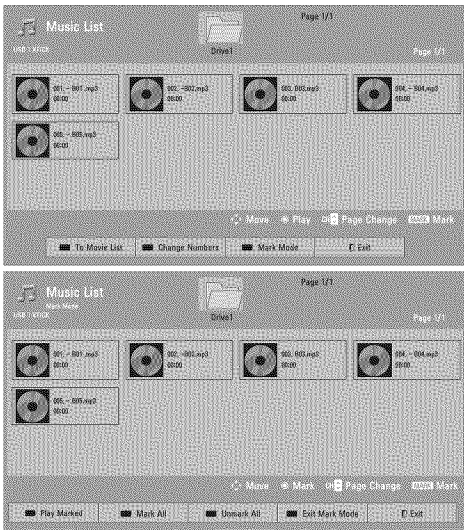 Music List
Page 1/1
USB 1 XTICK
Drive1
Page 1/1
001. - B01 .mp3
00:00
002. -B02.mp3
00:00
003. B03.mp3
00:00
004. - B04.mp3
00:00
005. - B05.mp3
00:00
Move Play CH Page Change MARK Mark
To Movie List Change Numbers Mark Mode Exit
Music List
Page 1/1
Mark Mode
USB 1 XTICK
Drive1
Page 1/1
001. - B01 .mp3
00:00
002. -B02.mp3
00:00
003. B03.mp3
00:00
004. - B04.mp3
00:00
005. - B05.mp3
00:00
Move Mark CH Page Change MARK Mark
Play Marked Mark All Unmark All Exit Mark Mode Exit